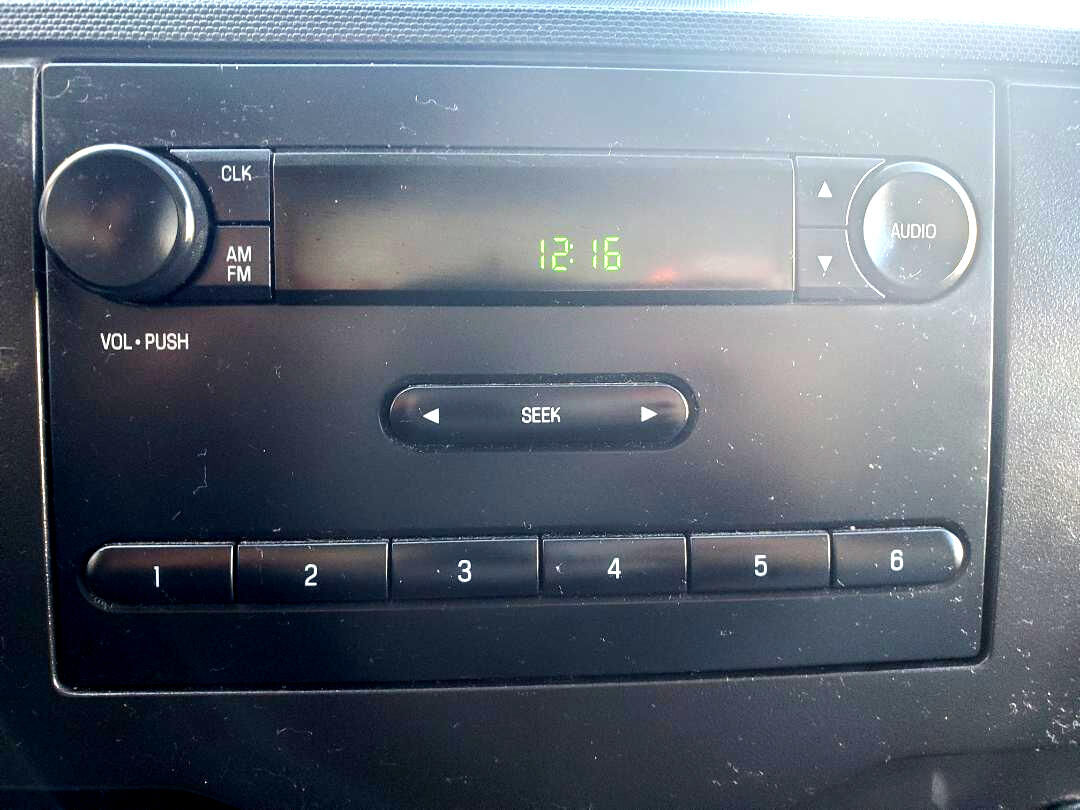 CLK
AM
FM
12:16
▲
▼
AUDIO
VOL•PUSH
◀ SEEK ▶
1 2 3 4 5 6